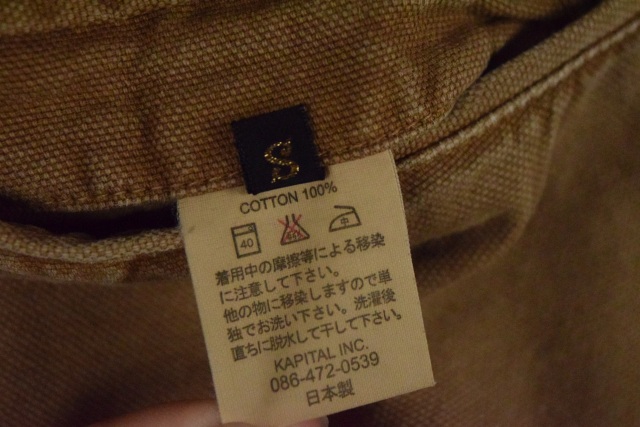 S
COTTON 100%
40
中
着用中の摩擦等による移染
に注意して下さい。
他の物に移染しますので単
独でお洗い下さい。洗濯後
直ちに脱水して干して下さい。
KAPITAL INC.
086-472-0539
日本製